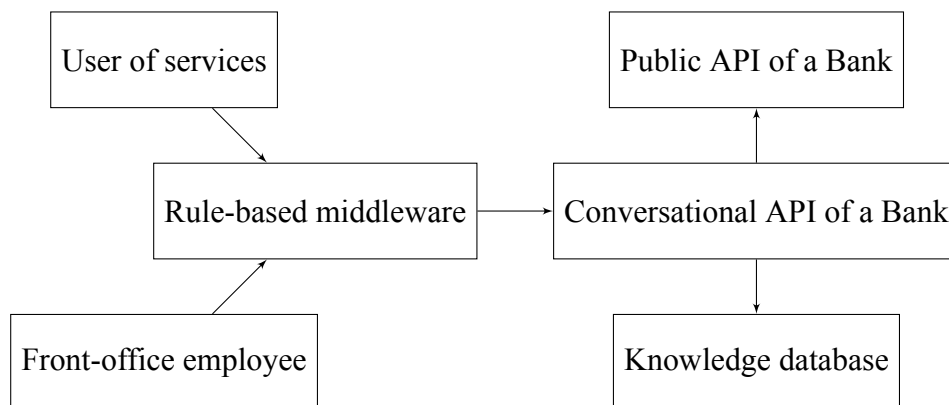 User of services
Public API of a Bank
Rule-based middleware
Conversational API of a Bank
Front-office employee
Knowledge database